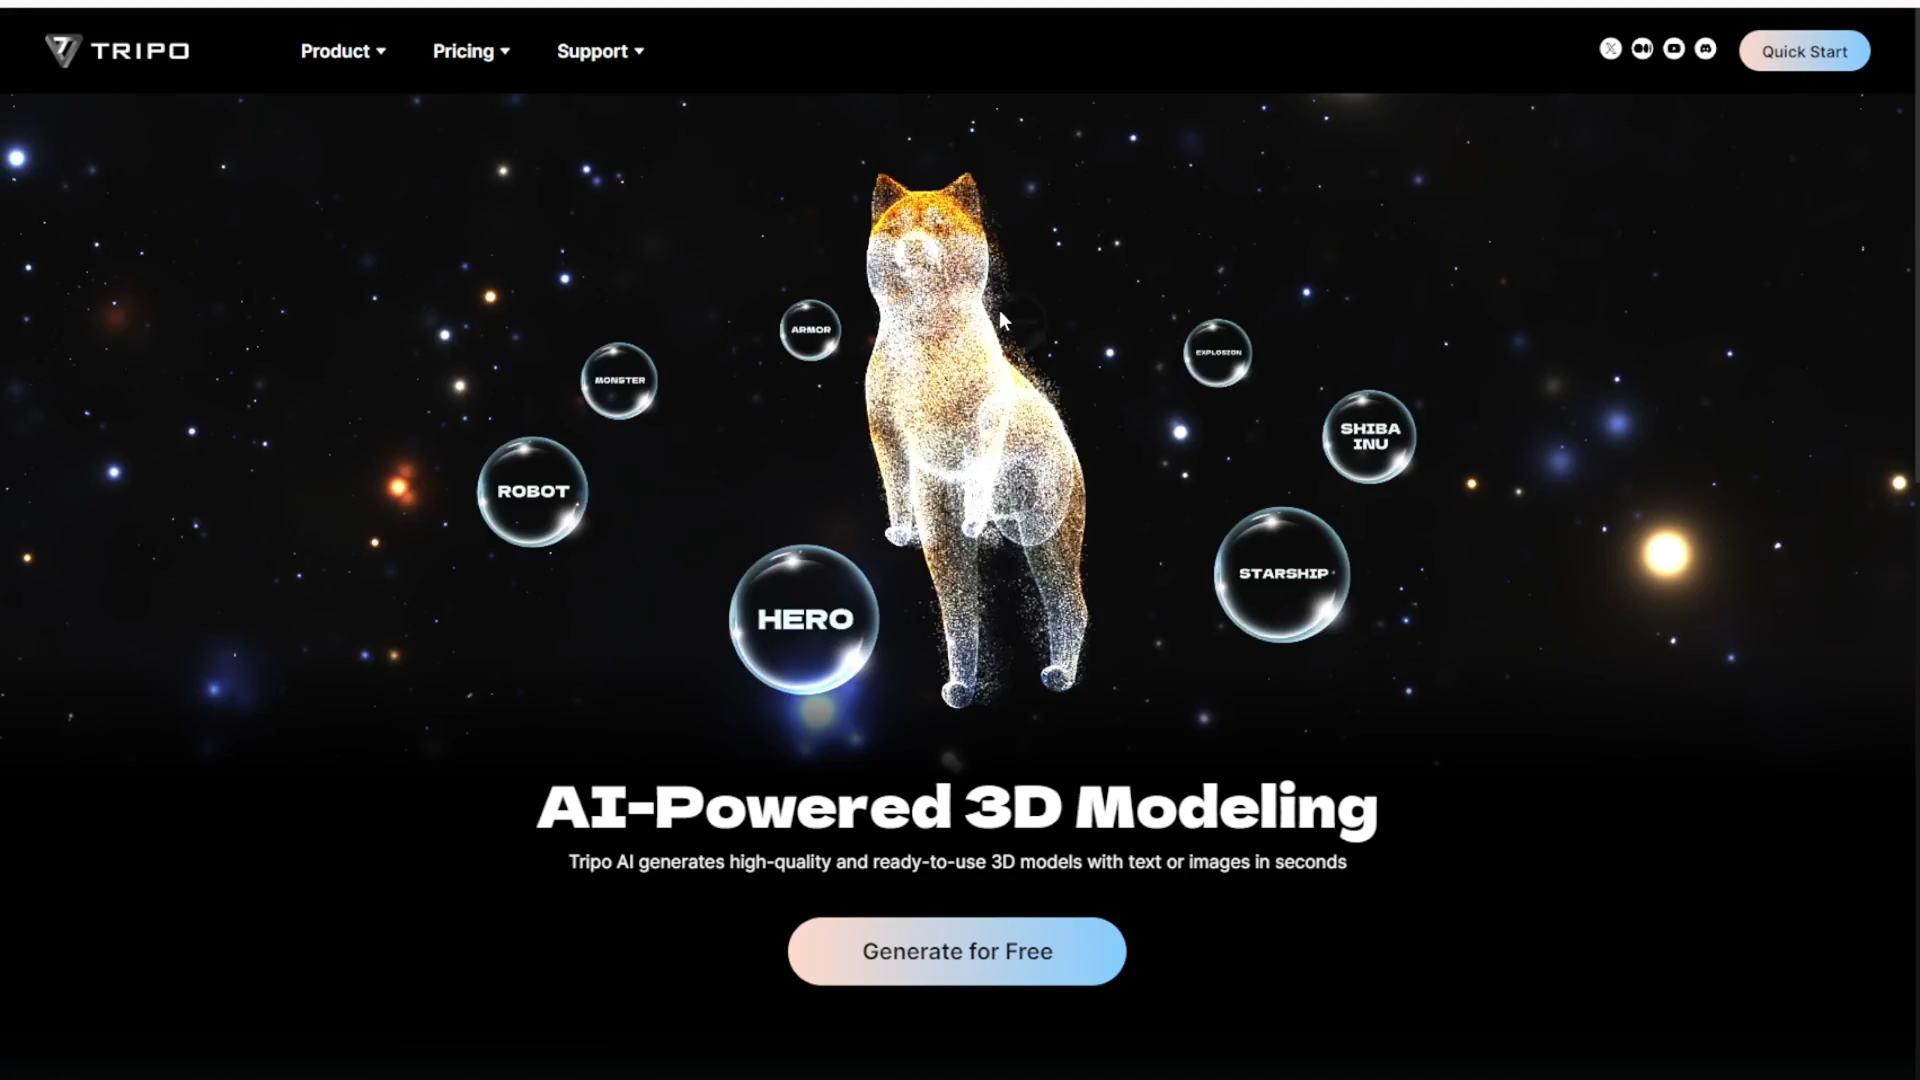 TRIPO
Product
Pricing
Support
Quick Start
ARMOR
EXPLOSION
MONSTER
SHIBA
INU
ROBOT
STARSHIP
HERO
AI-Powered 3D Modeling
Tripo AI generates high-quality and ready-to-use 3D models with text or images in seconds
Generate for Free